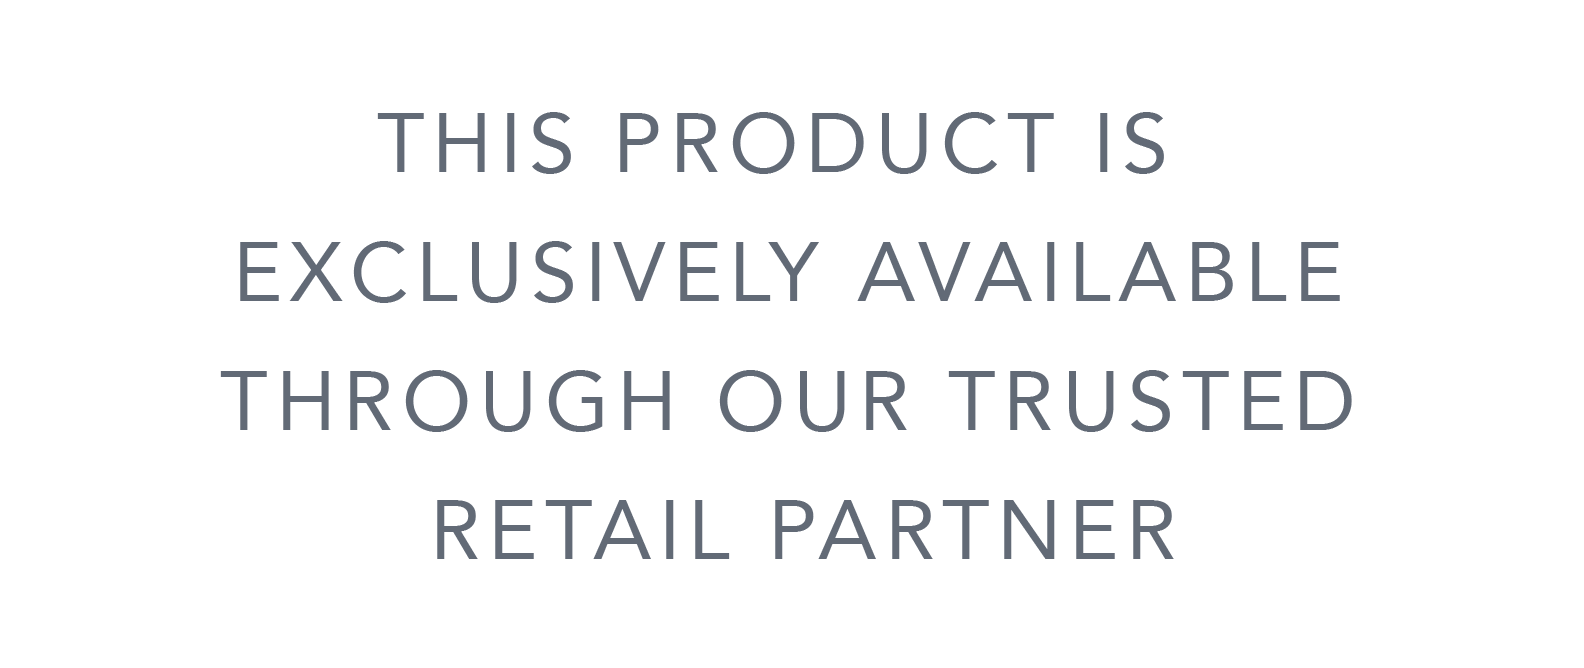 THIS PRODUCT IS
EXCLUSIVELY AVAILABLE
THROUGH OUR TRUSTED
RETAIL PARTNER